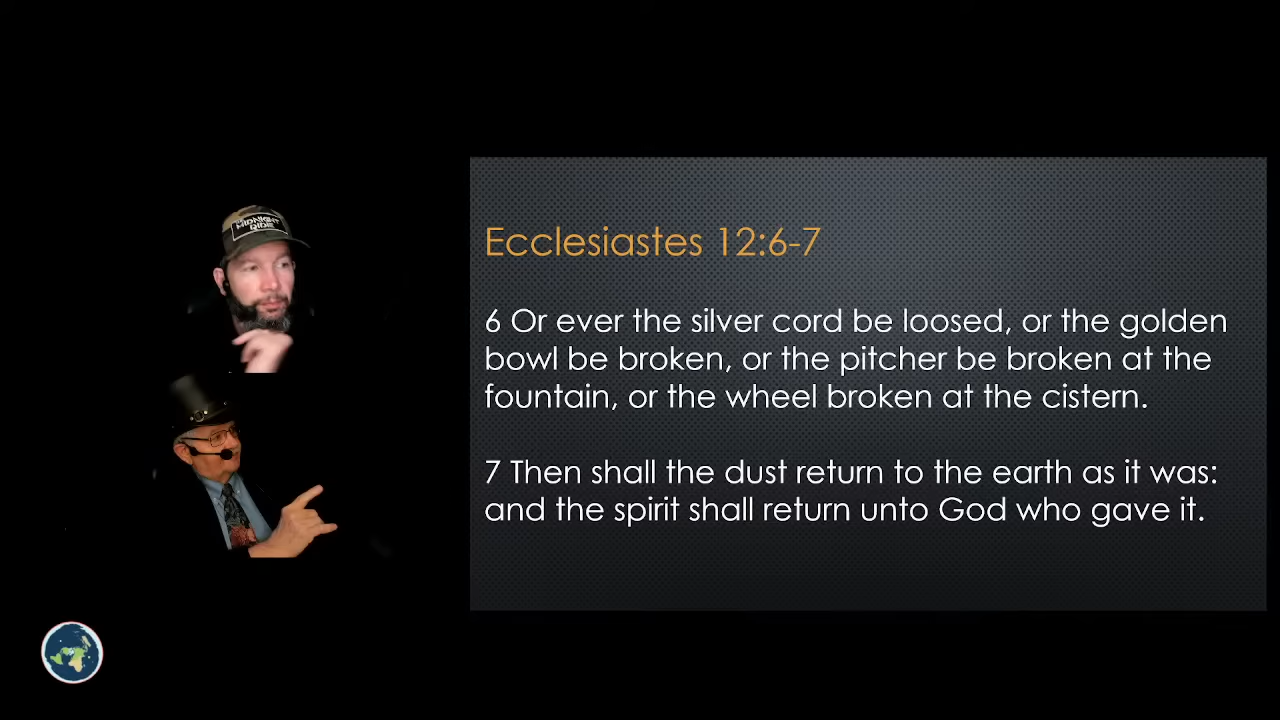 MIDNIGHT
RIDE
Ecclesiastes 12:6-7
6 Or ever the silver cord be loosed, or the golden
bowl be broken, or the pitcher be broken at the
fountain, or the wheel broken at the cistern.
7 Then shall the dust return to the earth as it was:
and the spirit shall return unto God who gave it.